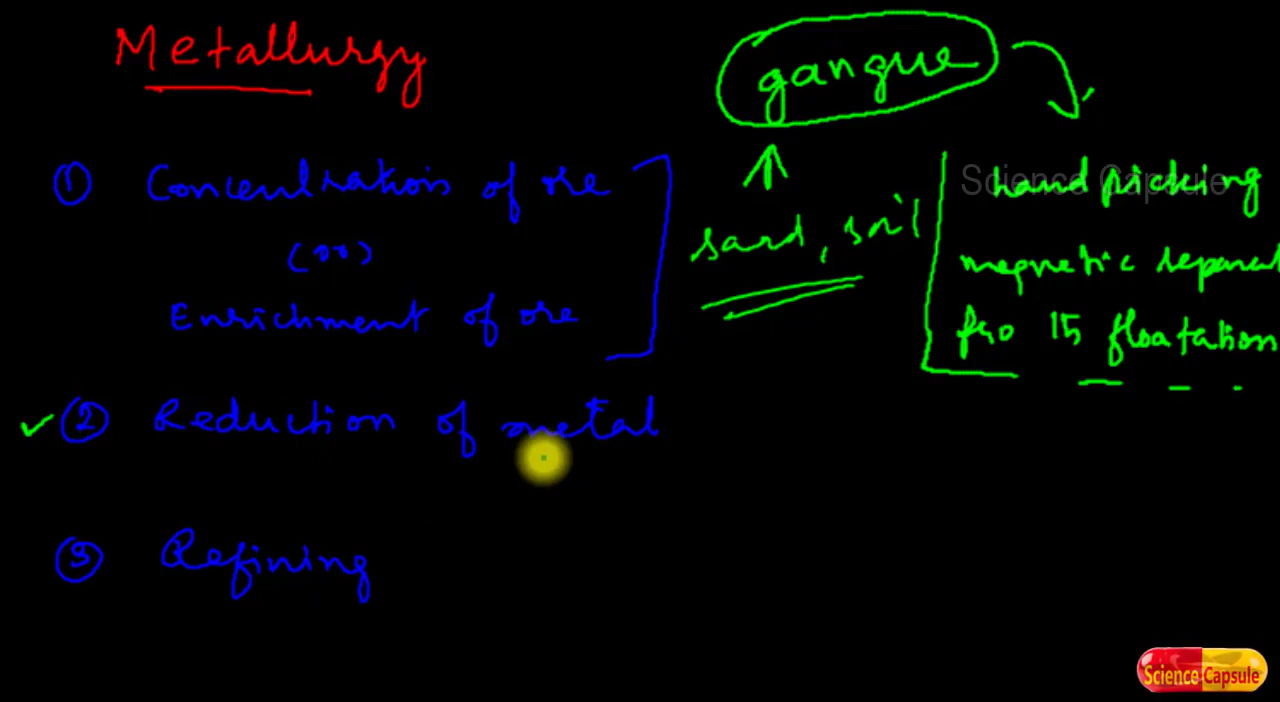 Metallurgy
gangue
① Concentration of ore
(or)
Enrichment of ore
sand, soil
Science Capsule
hand picking
magnetic separat
froth floatation
② Reduction of metal
③ Refining
Science Capsule